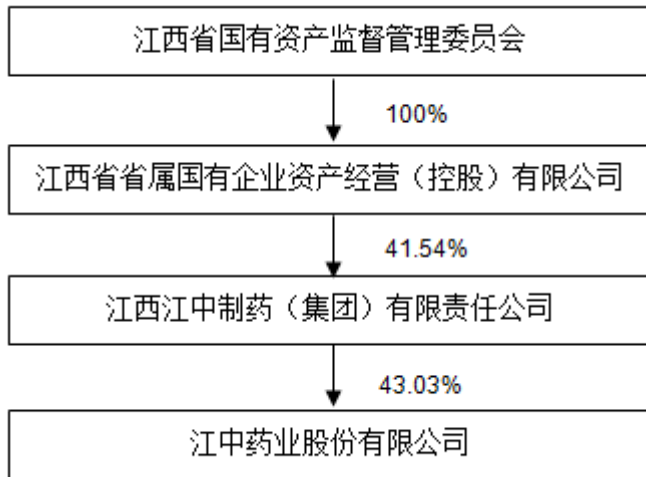 江西省国有资产监督管理委员会
100%
江西省省属国有企业资产经营（控股）有限公司
41.54%
江西江中制药（集团）有限责任公司
43.03%
江中药业股份有限公司